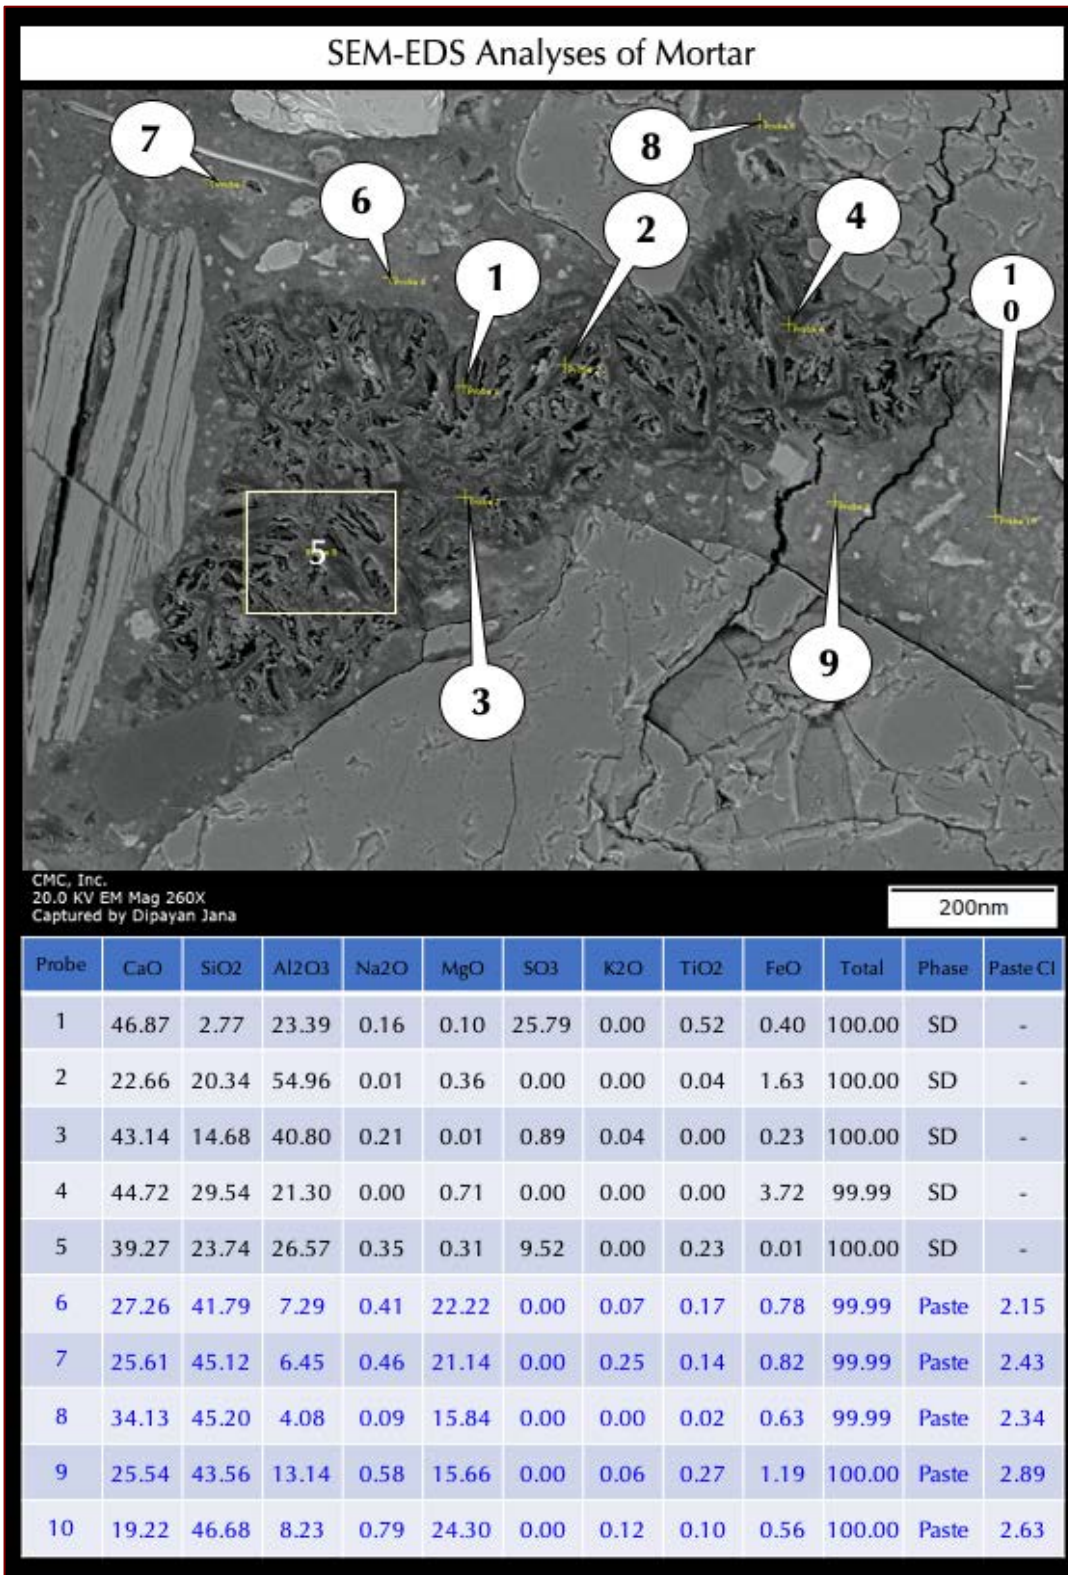 SEM-EDS Analyses of Mortar
7
8
6
2
4
1
1
0
5
3
9
Probe 6
CMC, Inc.
20.0 KV EM Mag 260X
Captured by Dipayan Jana
200nm
Probe CaO SiO2 Al2O3 Na2O MgO SO3 K2O TiO2 FeO Total Phase Paste CI
1 46.87 2.77 23.39 0.16 0.10 25.79 0.00 0.52 0.40 100.00 SD -
2 22.66 20.34 54.96 0.01 0.36 0.00 0.00 0.04 1.63 100.00 SD -
3 43.14 14.68 40.80 0.21 0.01 0.89 0.04 0.00 0.23 100.00 SD -
4 44.72 29.54 21.30 0.00 0.71 0.00 0.00 0.00 3.72 99.99 SD -
5 39.27 23.74 26.57 0.35 0.31 9.52 0.00 0.23 0.01 100.00 SD -
6 27.26 41.79 7.29 0.41 22.22 0.00 0.07 0.17 0.78 99.99 Paste 2.15
7 25.61 45.12 6.45 0.46 21.14 0.00 0.25 0.14 0.82 99.99 Paste 2.43
8 34.13 45.20 4.08 0.09 15.84 0.00 0.00 0.02 0.63 99.99 Paste 2.34
9 25.54 43.56 13.14 0.58 15.66 0.00 0.06 0.27 1.19 100.00 Paste 2.89
10 19.22 46.68 8.23 0.79 24.30 0.00 0.12 0.10 0.56 100.00 Paste 2.63